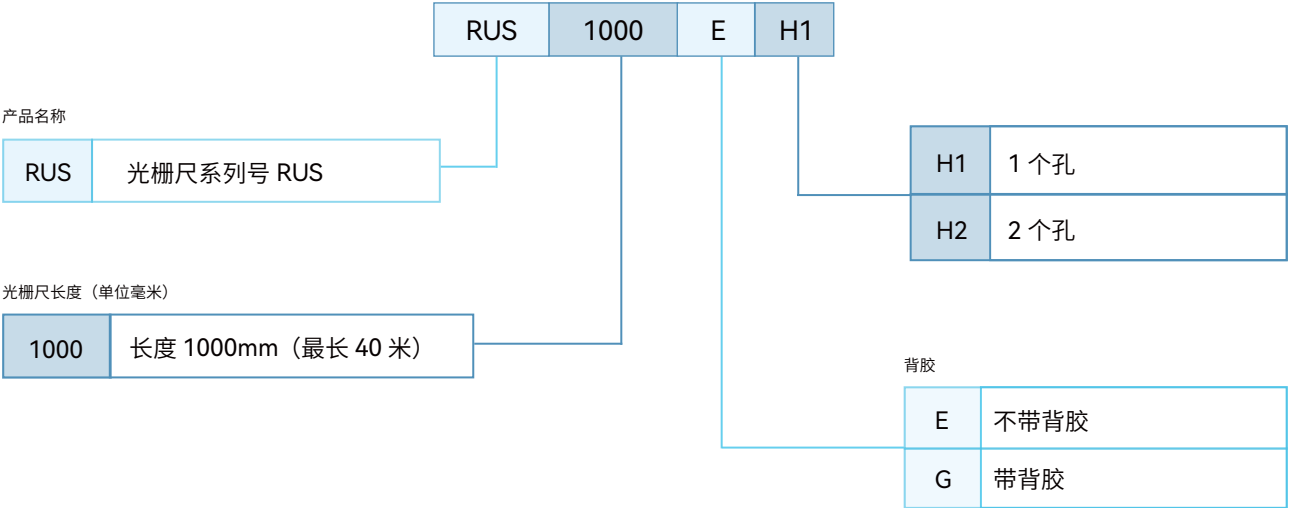 RUS 1000 E H1
产品名称
RUS 光栅尺系列号 RUS
H1 1 个孔
H2 2 个孔
光栅尺长度（单位毫米）
1000 长度 1000mm（最长 40 米）
背胶
E 不带背胶
G 带背胶